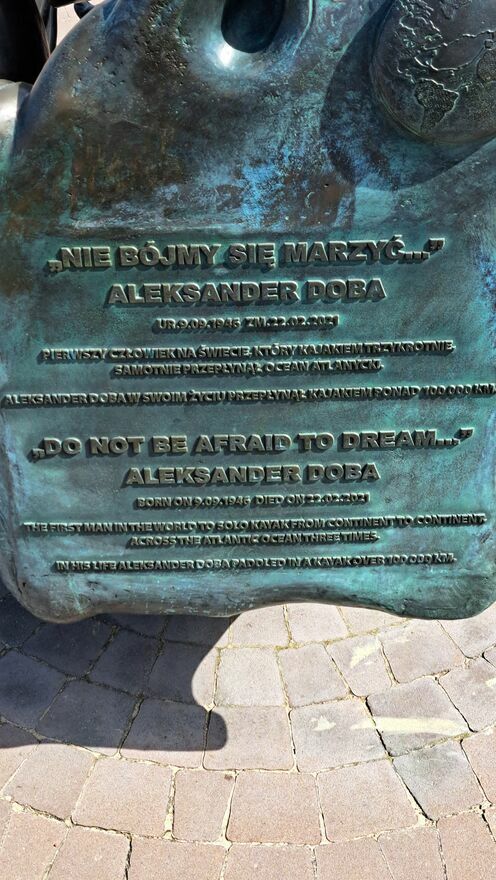 „NIE BÓJMY SIĘ MARZYĆ...”
ALEKSANDER DOBA
UR.9.09.1946 ZM.22.02.2021
PIERWSZY CZŁOWIEK NA ŚWIECIE, KTÓRY KAJAKIEM TRZYKROTNIE,
SAMOTNIE PRZEPŁYNĄŁ OCEAN ATLANTYCKI.
ALEKSANDER DOBA W SWOIM ŻYCIU PRZEPŁYNĄŁ KAJAKIEM PONAD 100 000 KM.
„DO NOT BE AFRAID TO DREAM...”
ALEKSANDER DOBA
BORN ON 9.09.1946 DIED ON 22.02.2021
THE FIRST MAN IN THE WORLD TO SOLO KAYAK FROM CONTINENT TO CONTINENT
ACROSS THE ATLANTIC OCEAN THREE TIMES.
IN HIS LIFE ALEKSANDER DOBA PADDLED IN A KAYAK OVER 100 000 KM.